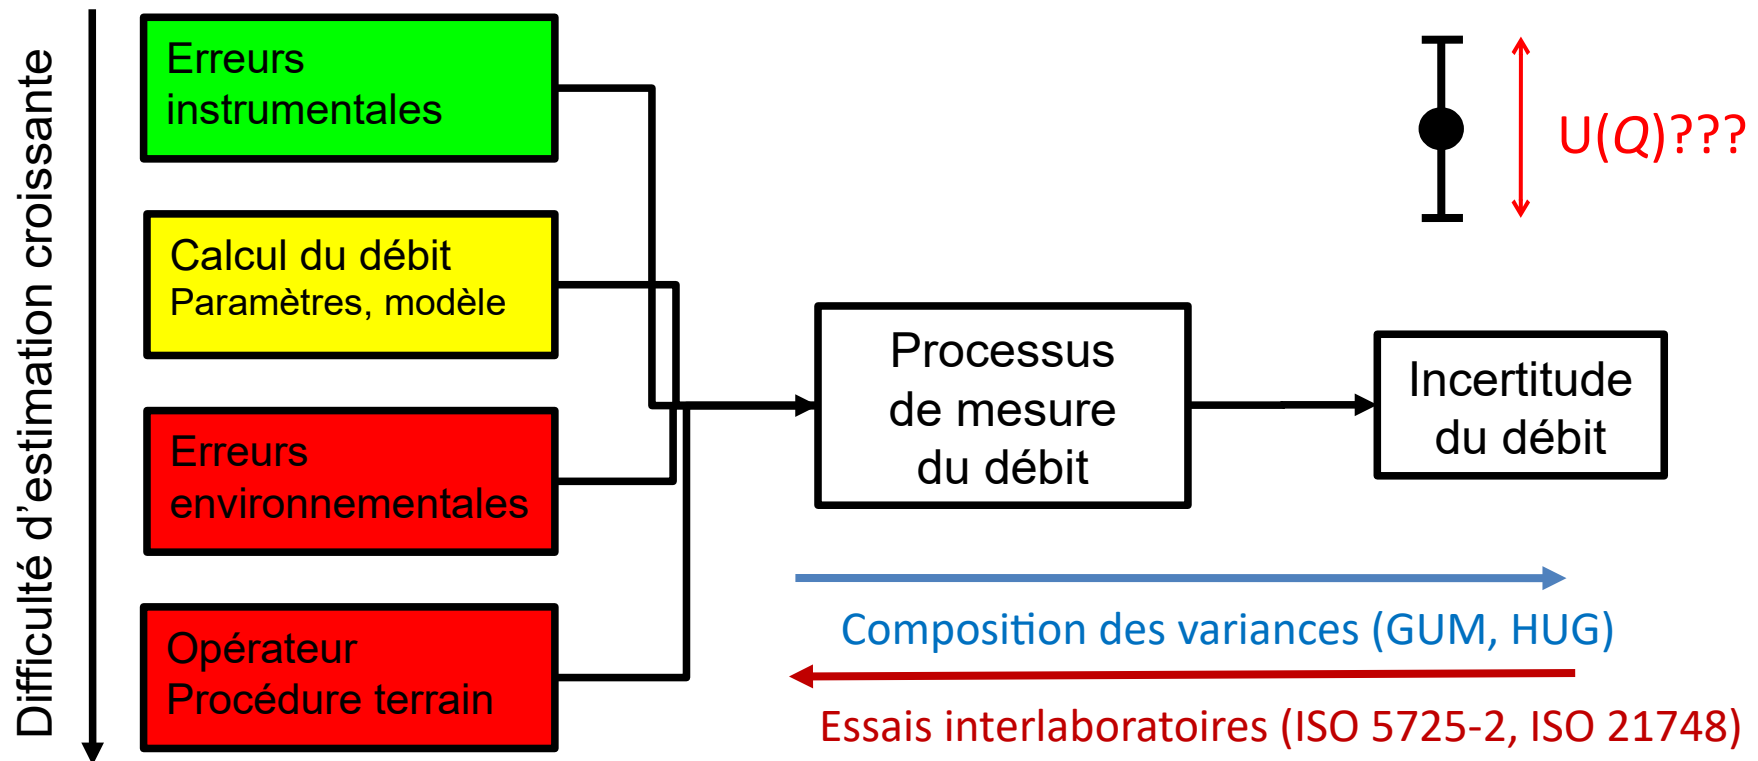 Difficulté d’estimation croissante
Erreurs
instrumentales
Calcul du débit
Paramètres, modèle
Erreurs
environnementales
Opérateur
Procédure terrain
Processus
de mesure
du débit
Incertitude
du débit
U(Q)???
Composition des variances (GUM, HUG)
Essais interlaboratoires (ISO 5725-2, ISO 21748)